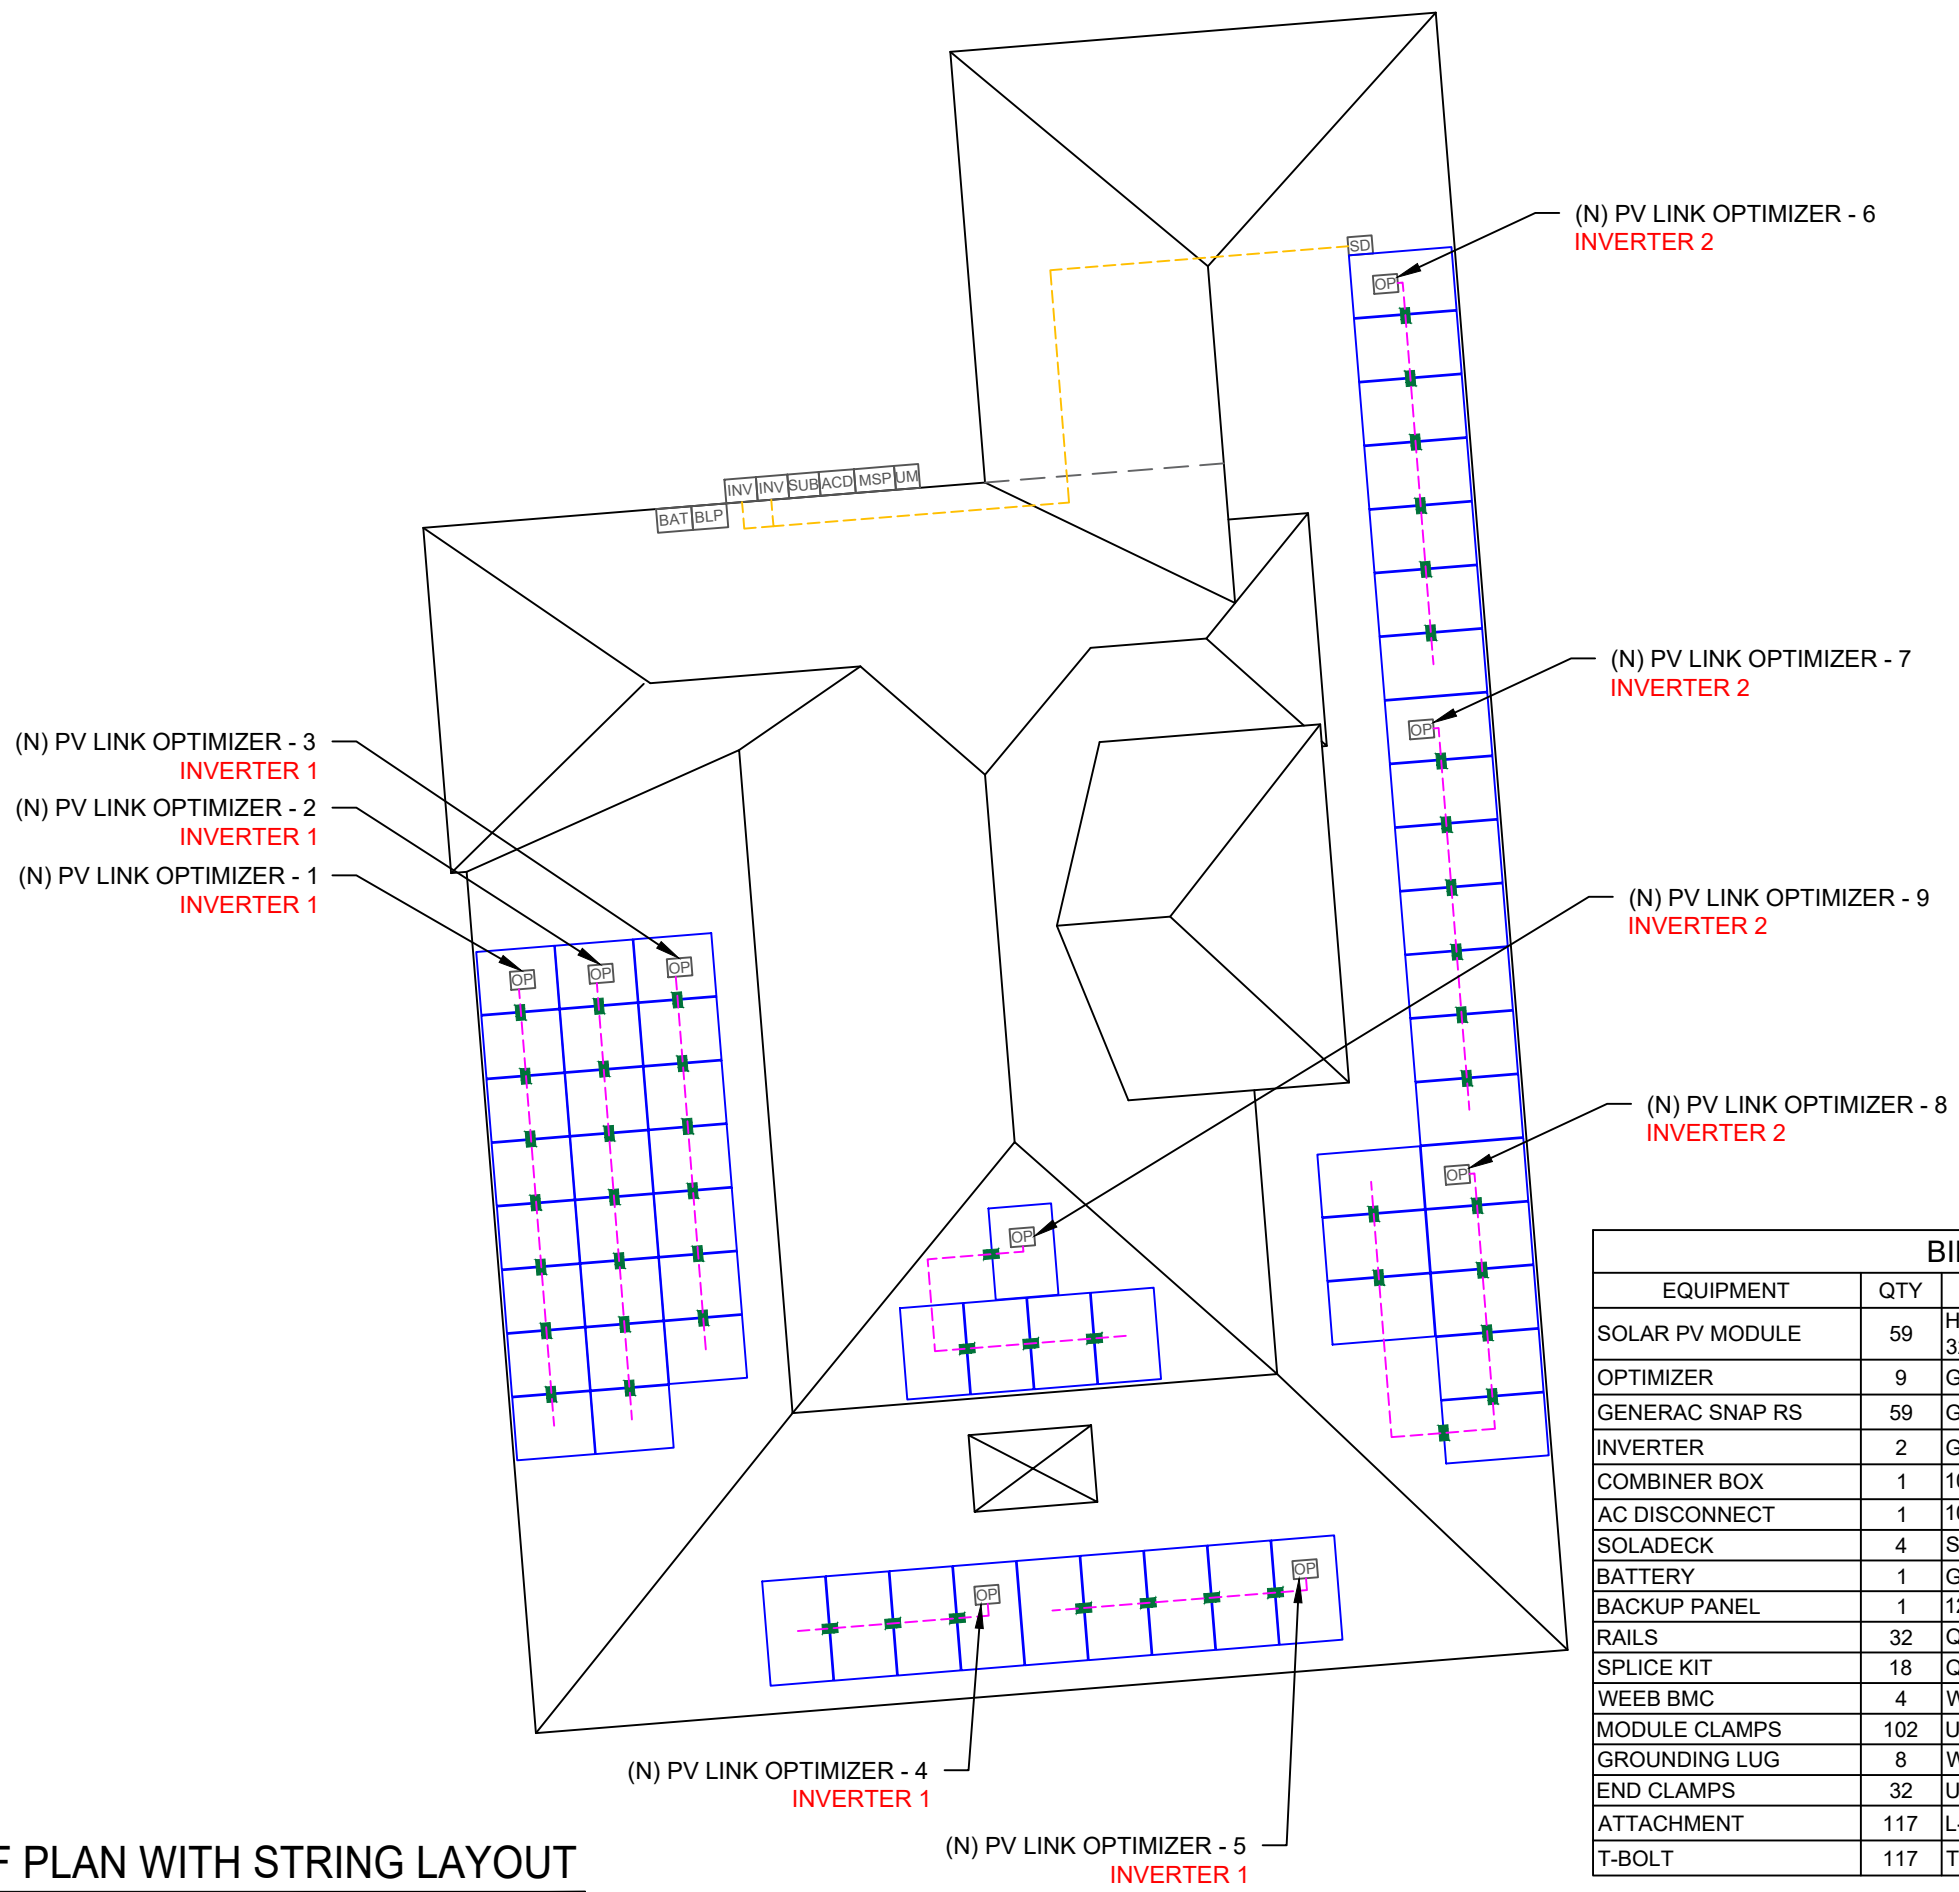 (N) PV LINK OPTIMIZER - 6
INVERTER 2
SD
OP
INV INV SUB ACD MSP UM
BAT BLP
(N) PV LINK OPTIMIZER - 7
INVERTER 2
OP
(N) PV LINK OPTIMIZER - 3
INVERTER 1
(N) PV LINK OPTIMIZER - 2
INVERTER 1
(N) PV LINK OPTIMIZER - 1
INVERTER 1
OP OP OP
(N) PV LINK OPTIMIZER - 9
INVERTER 2
(N) PV LINK OPTIMIZER - 8
INVERTER 2
OP
OP
OP
OP
(N) PV LINK OPTIMIZER - 4
INVERTER 1
(N) PV LINK OPTIMIZER - 5
INVERTER 1
EQUIPMENT QTY
SOLAR PV MODULE 59
OPTIMIZER 9
GENERAC SNAP RS 59
INVERTER 2
COMBINER BOX 1
AC DISCONNECT 1
SOLADECK 4
BATTERY 1
BACKUP PANEL 1
RAILS 32
SPLICE KIT 18
WEEB BMC 4
MODULE CLAMPS 102
GROUNDING LUG 8
END CLAMPS 32
ATTACHMENT 117
T-BOLT 117
PLAN WITH STRING LAYOUT